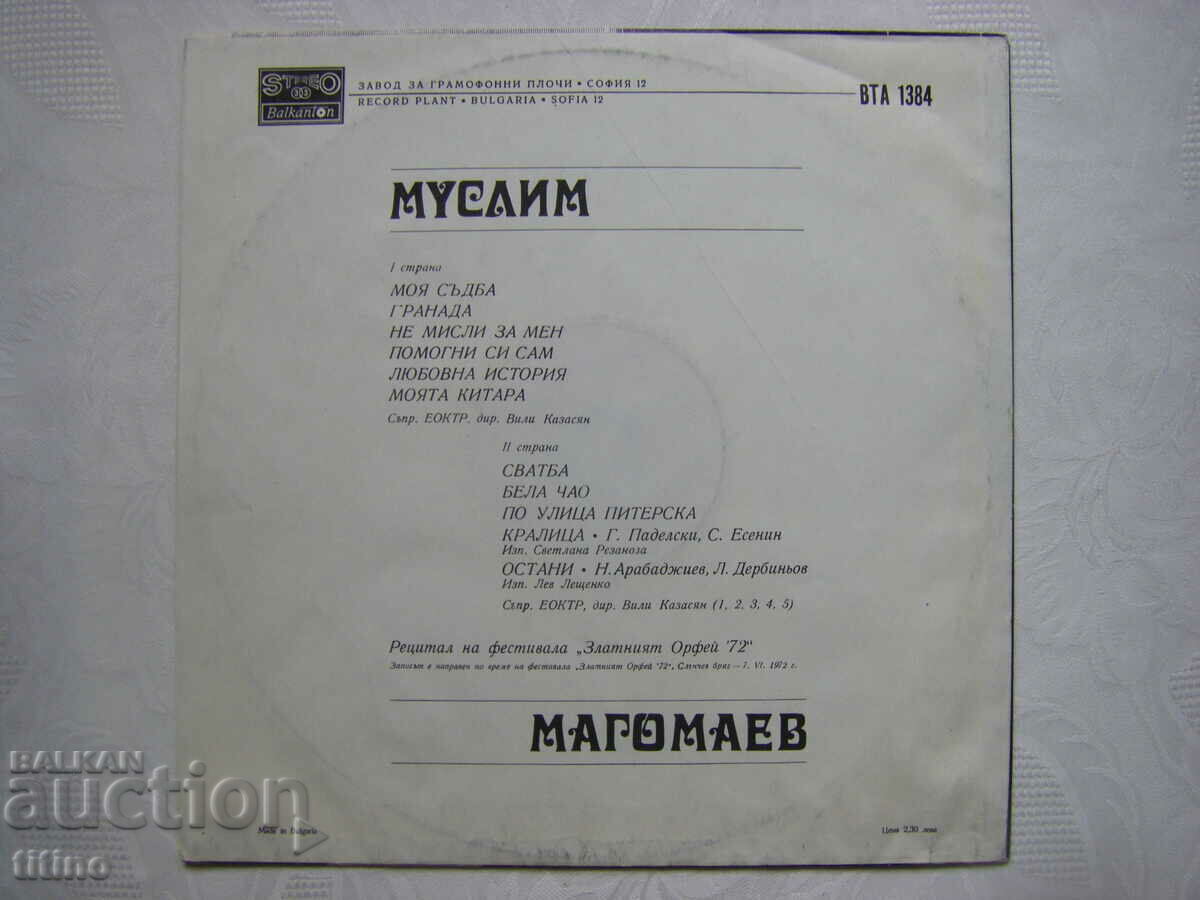 STEREO
33
Balkanton
ЗАВОД ЗА ГРАМОФОННИ ПЛОЧИ • СОФИЯ 12
RECORD PLANT • BULGARIA • SOFIA 12
ВТА 1384
МУСЛИМ
I страна
МОЯ СЪДБА
ГРАНАДА
НЕ МИСЛИ ЗА МЕН
ПОМОГНИ СИ САМ
ЛЮБОВНА ИСТОРИЯ
МОЯТА КИТАРА
Съпр. ЕОКТР, дир. Вили Казасян
II страна
СВАТБА
БЕЛА ЧАО
ПО УЛИЦА ПИТЕРСКА
КРАЛИЦА • Г. Паделски, С. Есенин
Изп. Светлана Резаноза
ОСТАНИ • Н. Арабаджиев, Л. Дербиньов
Изп. Лев Лещенко
Съпр. ЕОКТР, дир. Вили Казасян (1, 2, 3, 4, 5)
Рецитал на фестивала „Златният Орфей '72“
Записът е направен по време на фестивала „Златният Орфей '72“, Слънчев бряг — 7. VI. 1972 г.
МАГОМАЕВ
Made in Bulgaria
Цена 2,30 лева
BALKAN
auction
titino